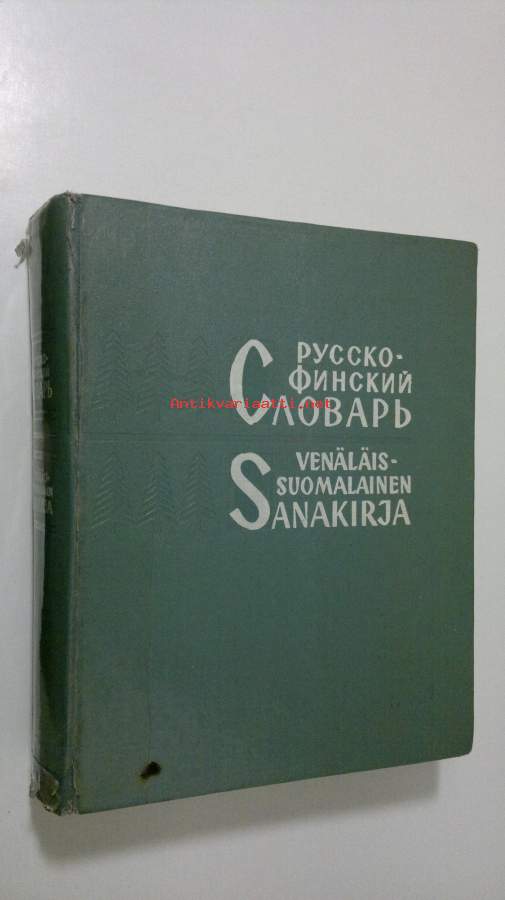 РУССКО-
ФИНСКИЙ
СЛОВАРЬ
Antikvariaatti.net
VENÄLÄIS-
SUOMALAINEN
SANAKIRJA